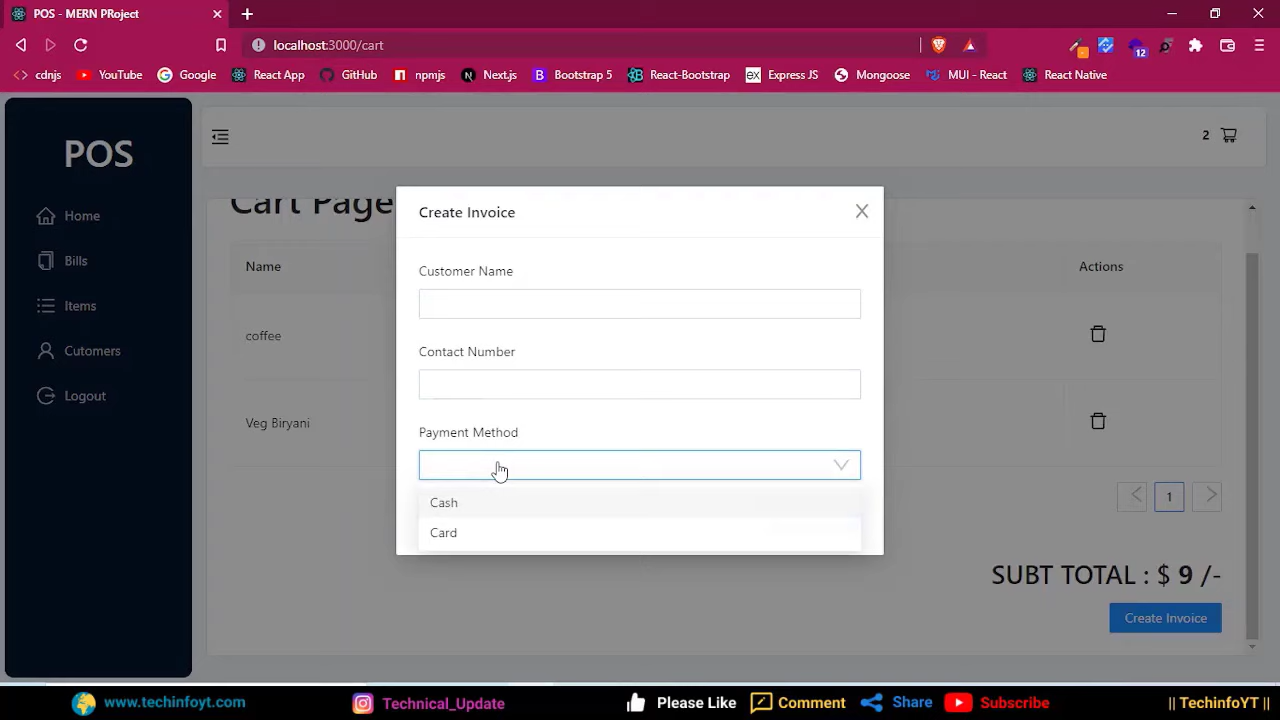 POS - MERN PRoject
localhost:3000/cart
12
cdnjs
YouTube
Google
React App
GitHub
npmjs
Next.js
Bootstrap 5
React-Bootstrap
ex Express JS
Mongoose
MUI - React
React Native
POS
Home
Bills
Items
Cutomers
Logout
2
Cart Page
Name
Actions
coffee
Veg Biryani
Create Invoice
Customer Name
Contact Number
Payment Method
Cash
Card
1
SUBT TOTAL : $ 9 /-
Create Invoice
www.techinfoyt.com
Technical_Update
Please Like
Comment
Share
Subscribe
|| TechinfoYT ||